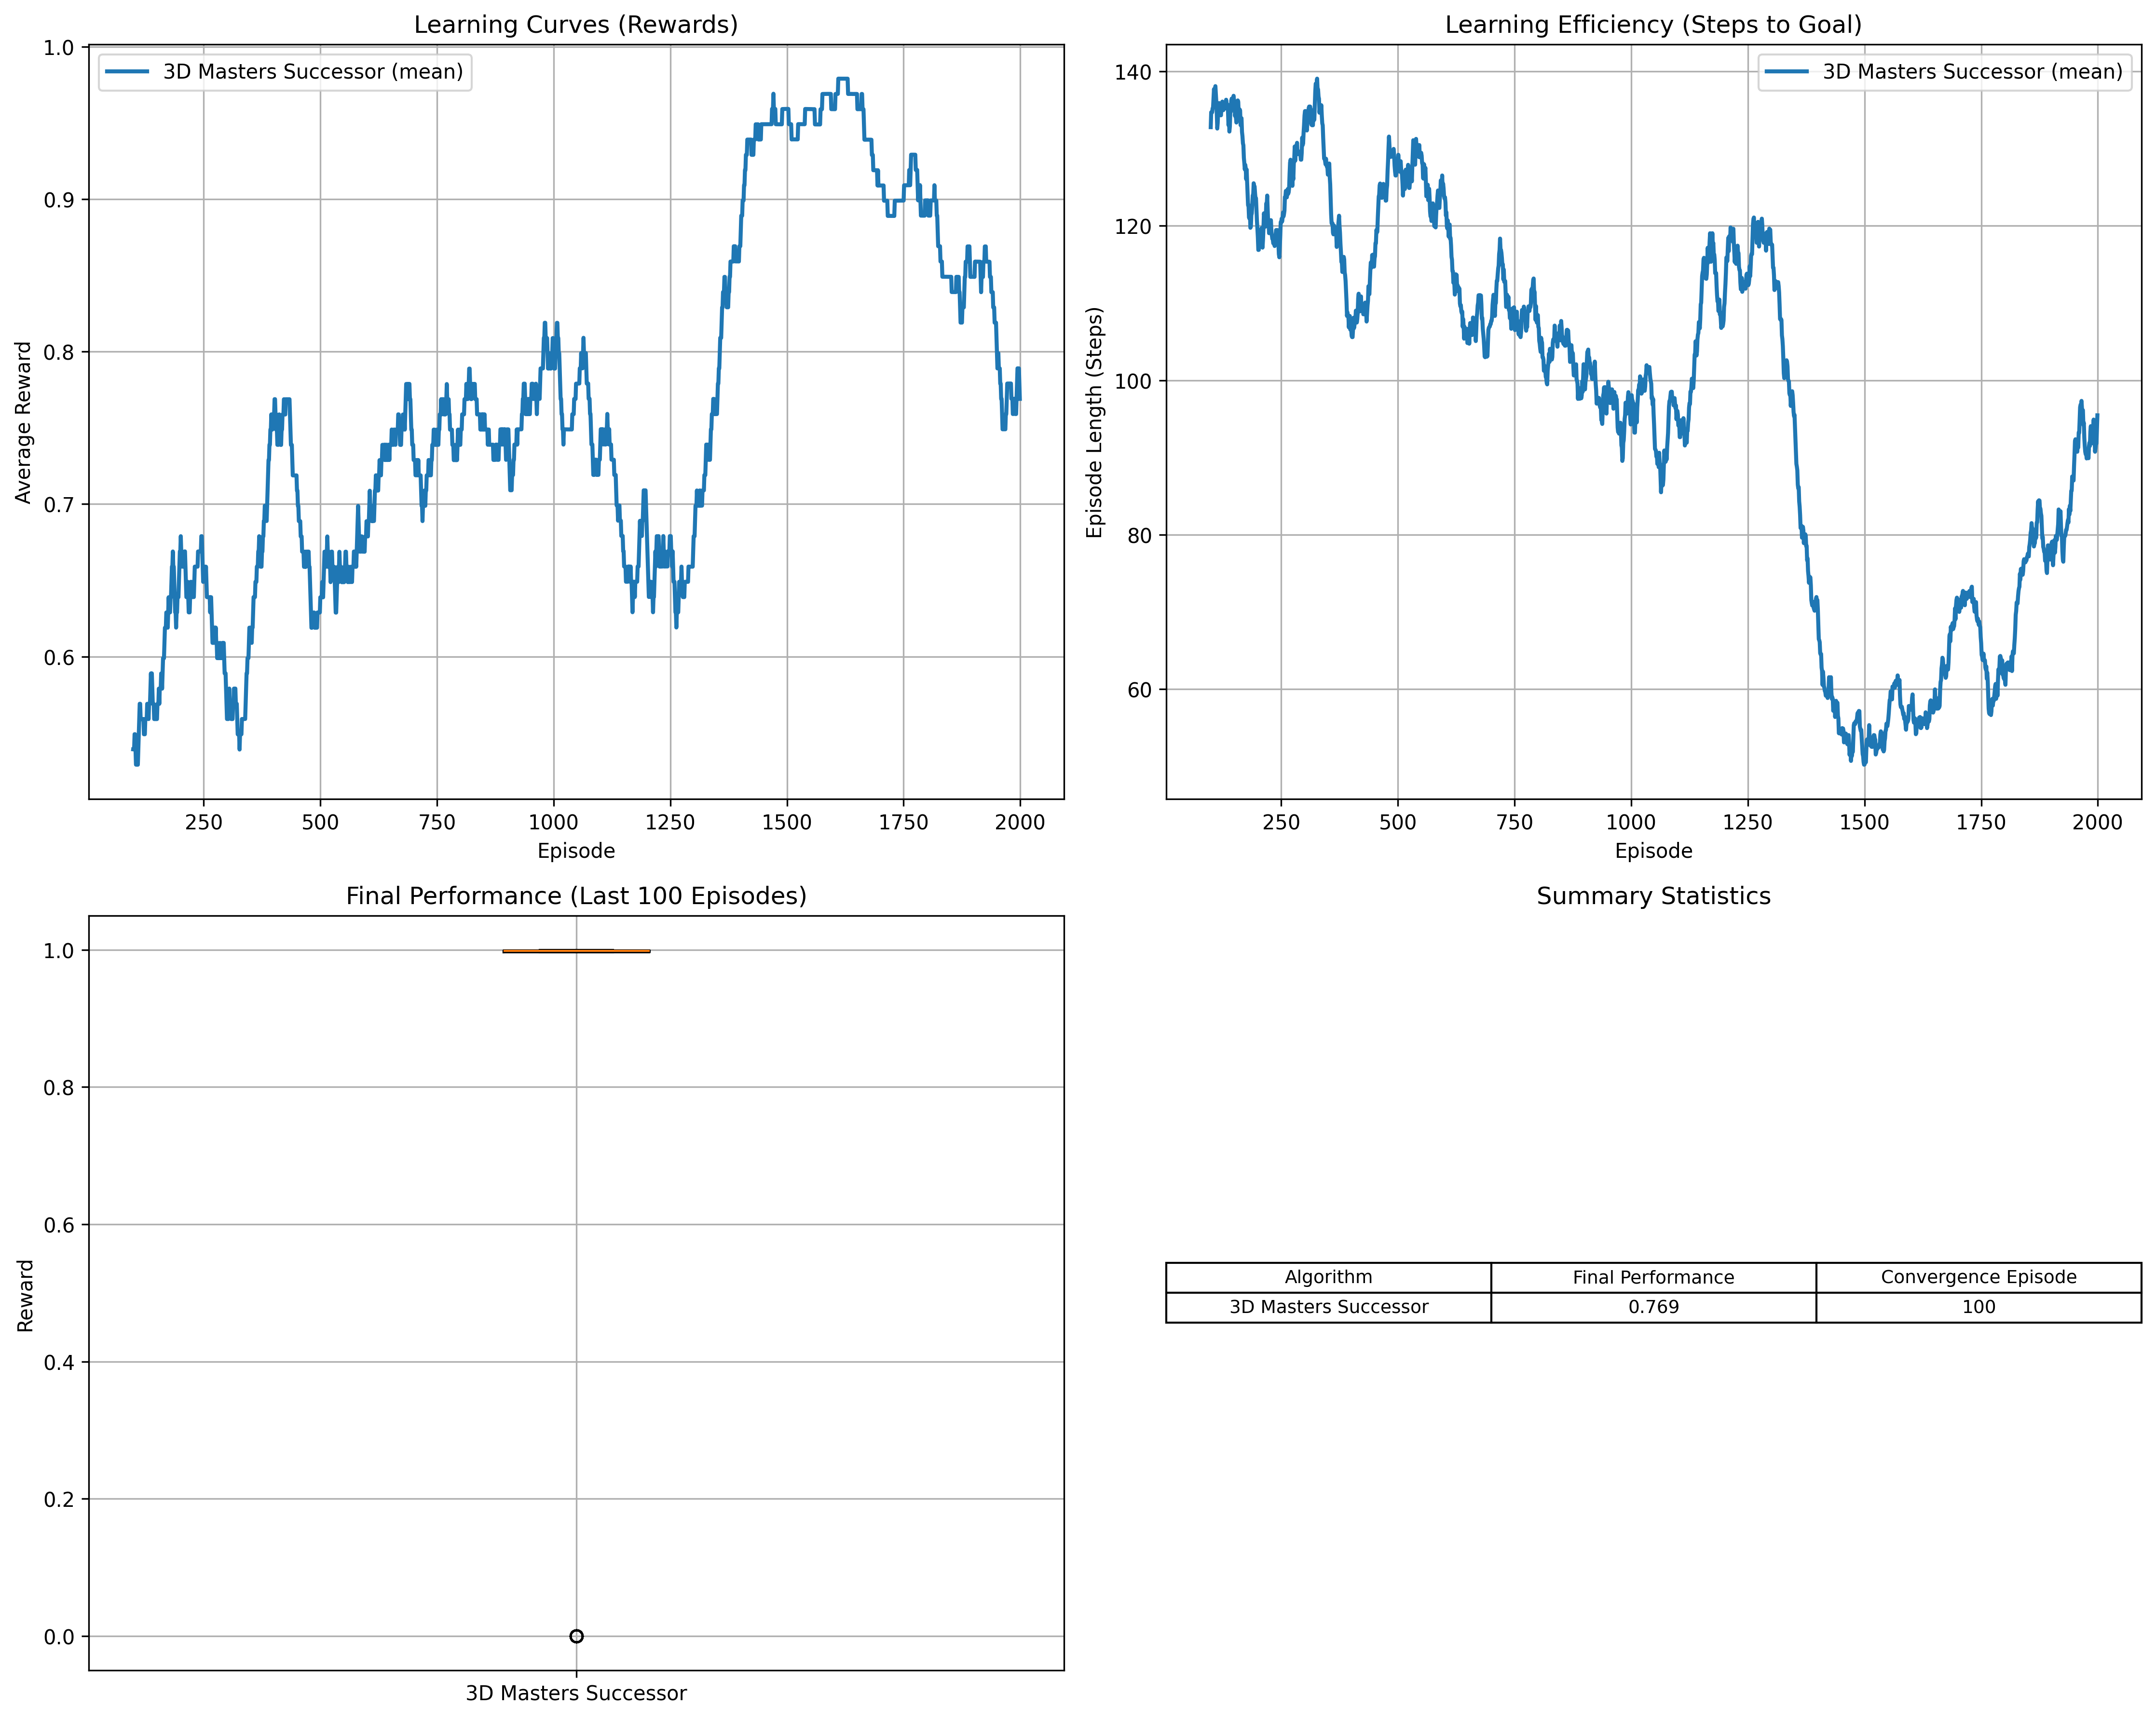 Learning Curves (Rewards)
3D Masters Successor (mean)
1.0
0.9
0.8
0.7
0.6
Average Reward
250 500 750 1000 1250 1500 1750 2000
Episode
Learning Efficiency (Steps to Goal)
3D Masters Successor (mean)
140
120
100
80
60
Episode Length (Steps)
250 500 750 1000 1250 1500 1750 2000
Episode
Final Performance (Last 100 Episodes)
1.0
0.8
0.6
0.4
0.2
0.0
Reward
3D Masters Successor
Summary Statistics
Algorithm Final Performance Convergence Episode
3D Masters Successor 0.769 100